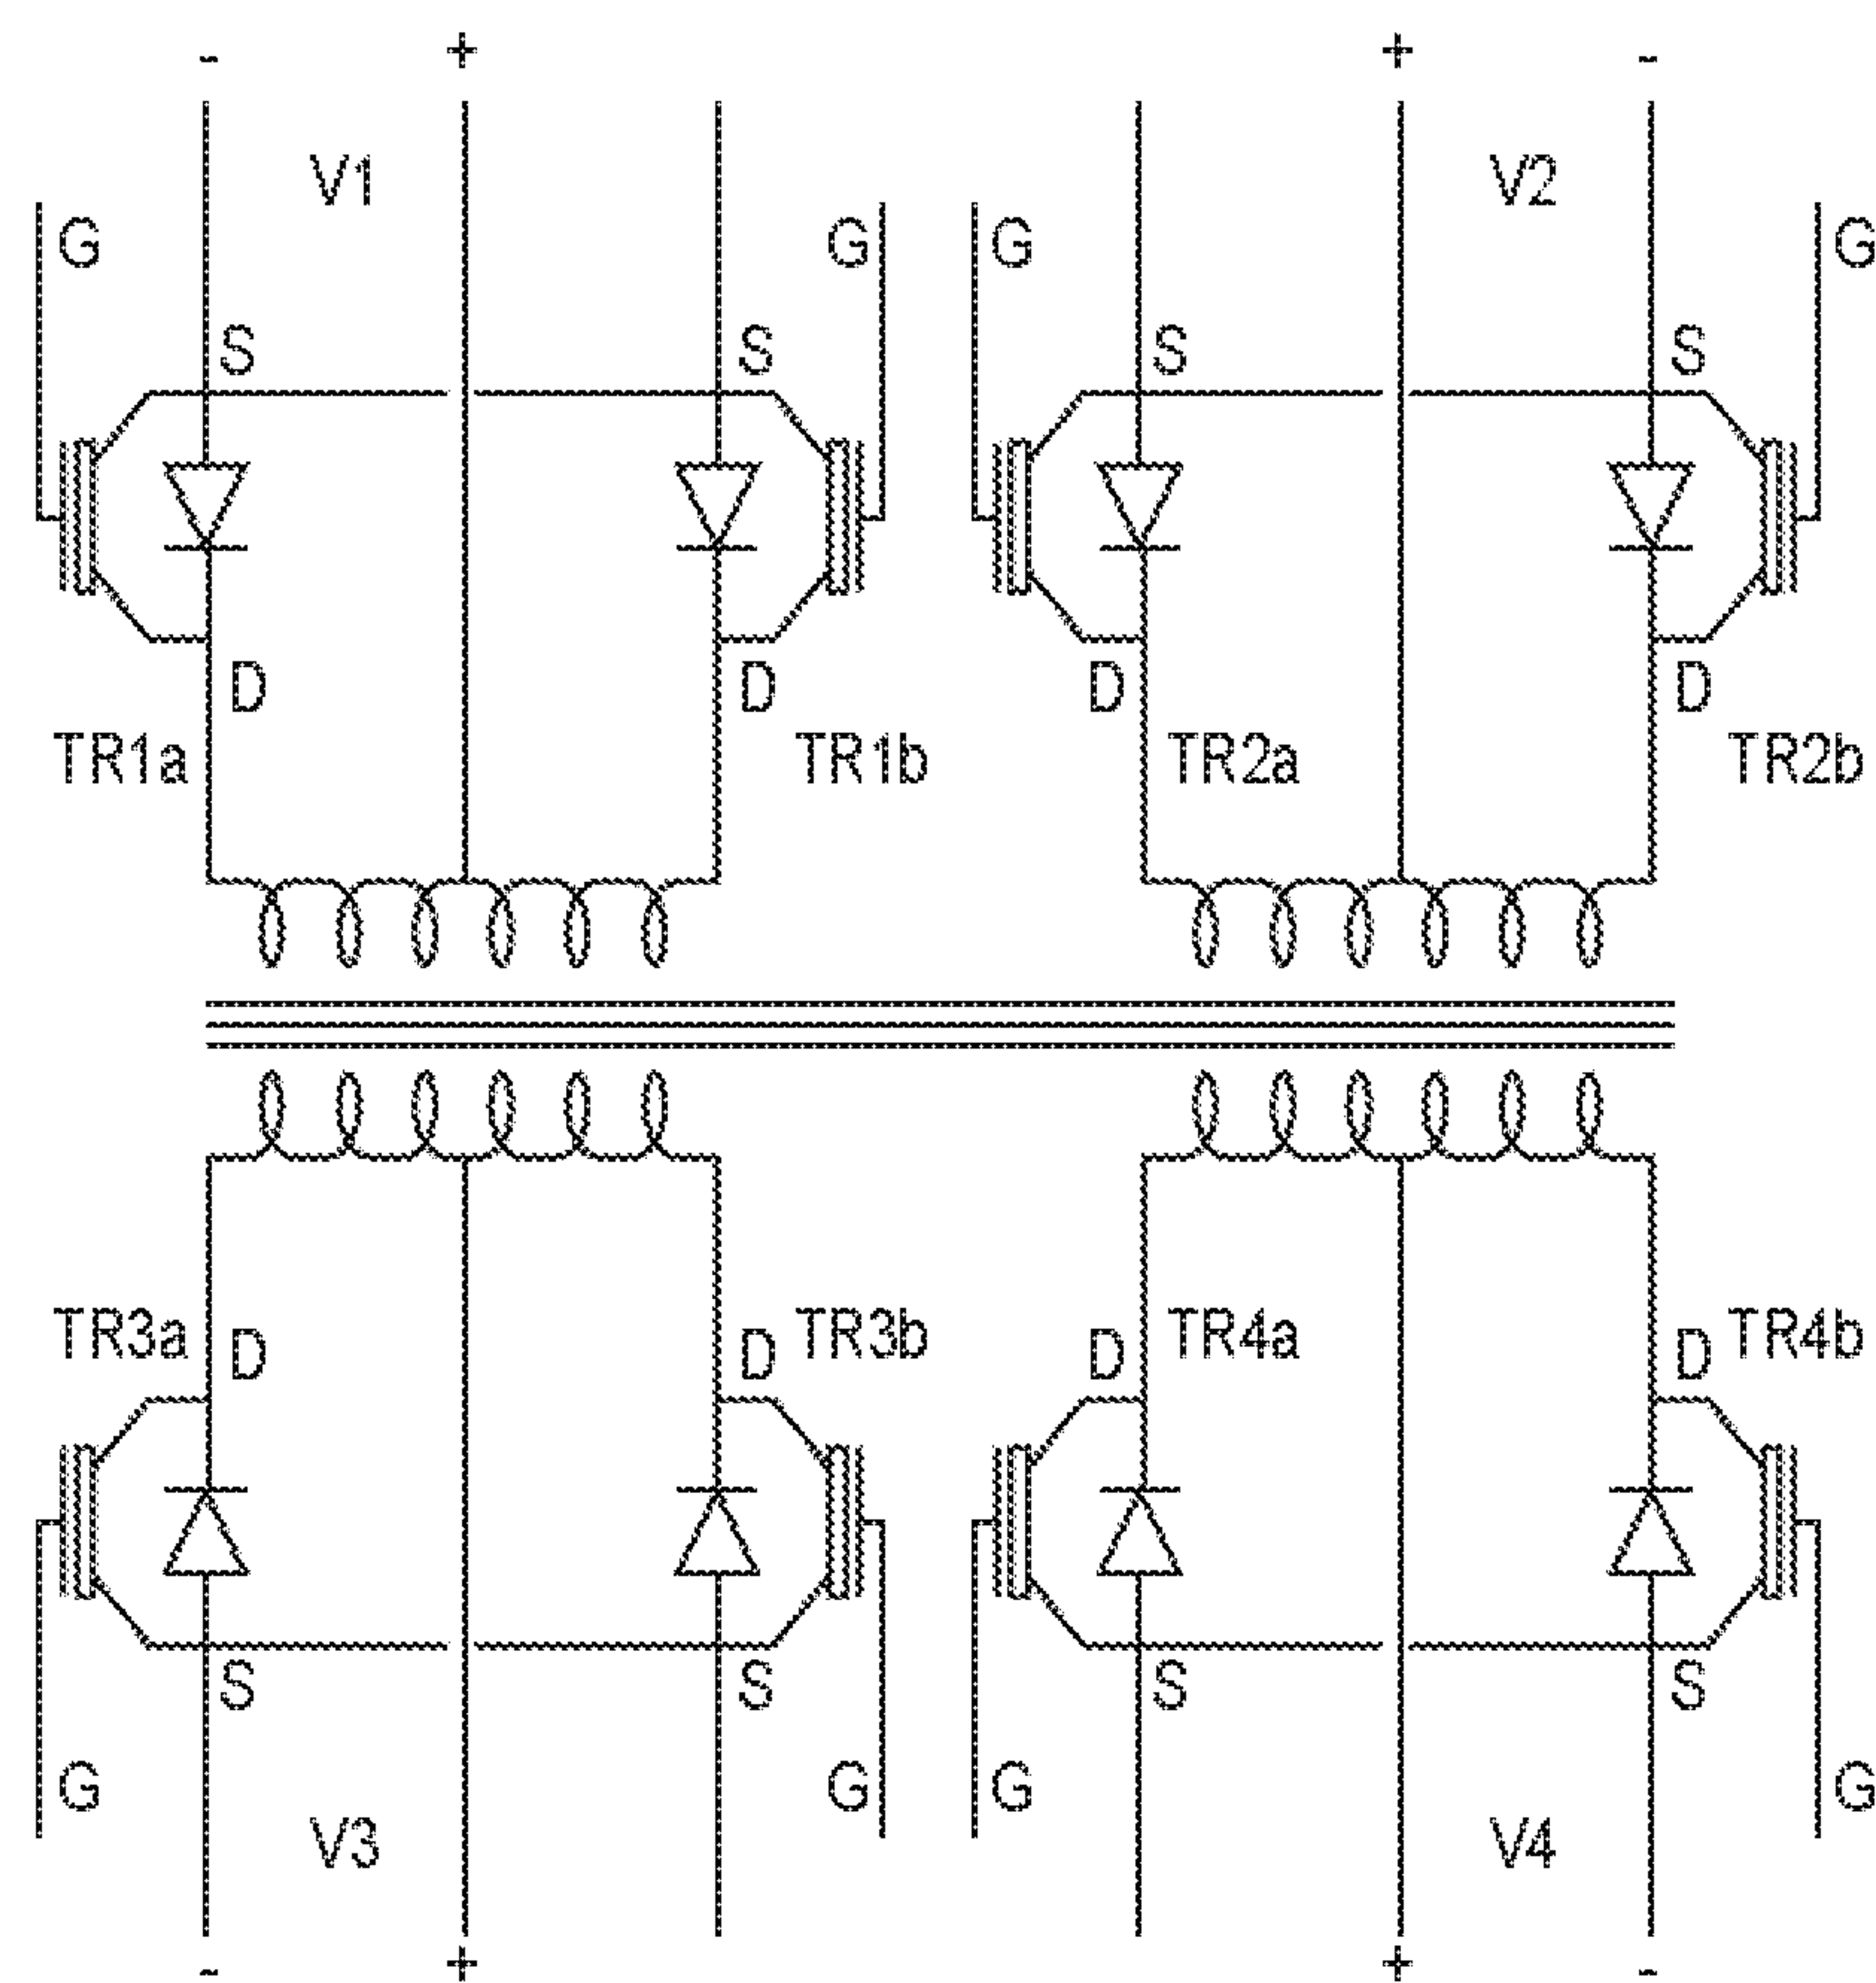 - + + -
V1 V2
G G G G
S S S S
D D D D
TR1a TR1b TR2a TR2b
TR3a D D TR3b D TR4a D TR4b
S S S S
G G G G
V3 V4
- + + -